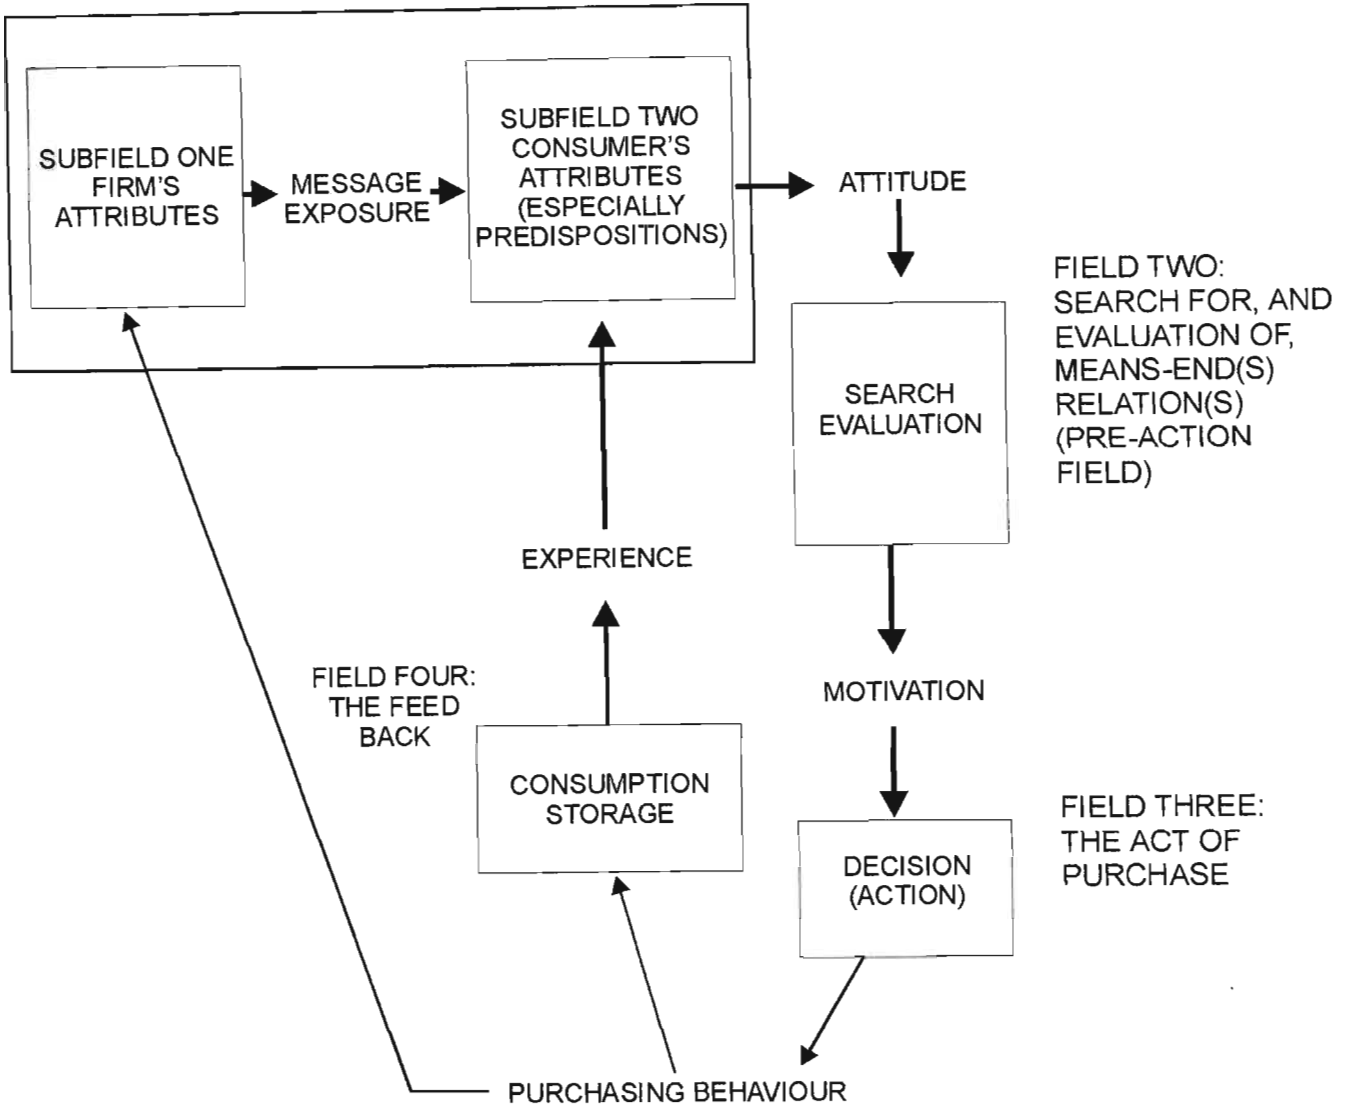 SUBFIELD ONE
FIRM'S
ATTRIBUTES
MESSAGE
EXPOSURE
SUBFIELD TWO
CONSUMER'S
ATTRIBUTES
(ESPECIALLY
PREDISPOSITIONS)
ATTITUDE
SEARCH
EVALUATION
FIELD TWO:
SEARCH FOR, AND
EVALUATION OF,
MEANS-END(S)
RELATION(S)
(PRE-ACTION
FIELD)
EXPERIENCE
MOTIVATION
FIELD FOUR:
THE FEED
BACK
CONSUMPTION
STORAGE
DECISION
(ACTION)
FIELD THREE:
THE ACT OF
PURCHASE
PURCHASING BEHAVIOUR